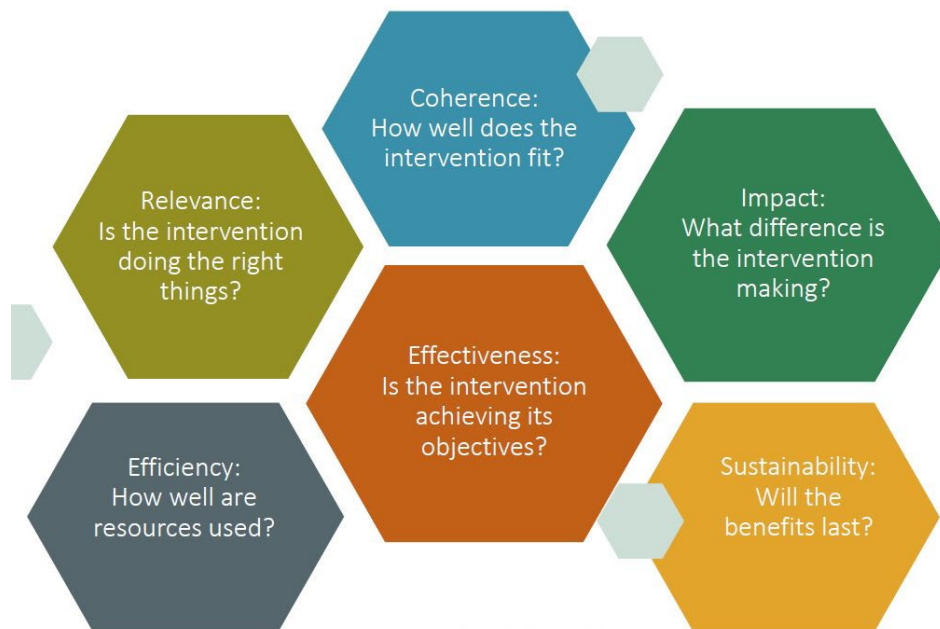 Coherence:
How well does the
intervention fit?
Relevance:
Is the intervention
doing the right
things?
Impact:
What difference is
the intervention
making?
Effectiveness:
Is the intervention
achieving its
objectives?
Efficiency:
How well are
resources used?
Sustainability:
Will the
benefits last?